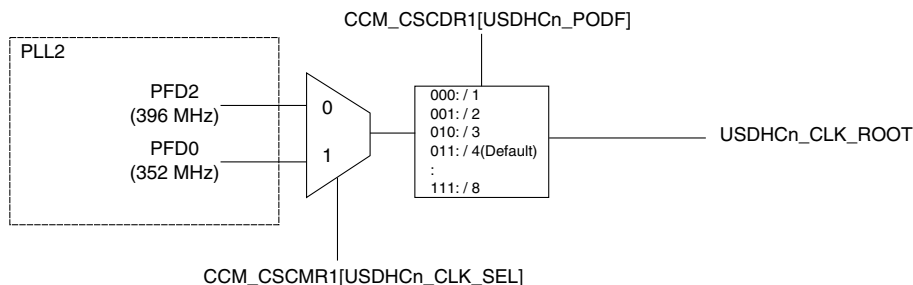 CCM_CSCDR1[USDHCn_PODF]
PLL2
PFD2
(396 MHz)
0
PFD0
(352 MHz)
1
000: / 1
001: / 2
010: / 3
011: / 4(Default)
:
111: / 8
USDHCn_CLK_ROOT
CCM_CSCMR1[USDHCn_CLK_SEL]